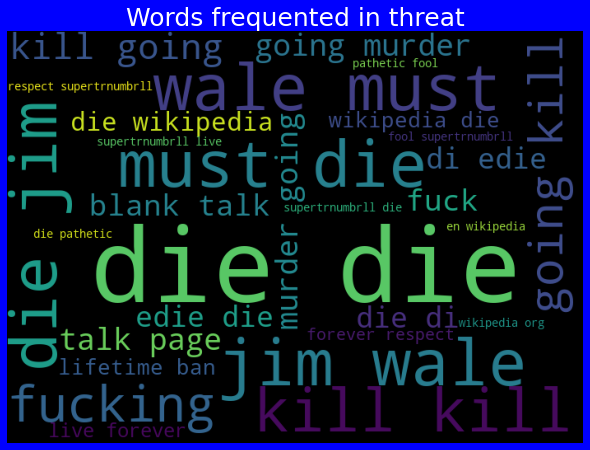 Words frequented in threat
kill going
going murder
pathetic fool
respect supertrnumbrll
wale must
going kill
die jim
die wikipedia
wikipedia die
supertrnumbrll live
fool supertrnumbrll
must die
di edie
murder going
blank talk
supertrnumbrll die
fuck
die pathetic
en wikipedia
die die
edie die
die di
wikipedia org
talk page
forever respect
lifetime ban
jim wale
fucking
kill kill
live forever